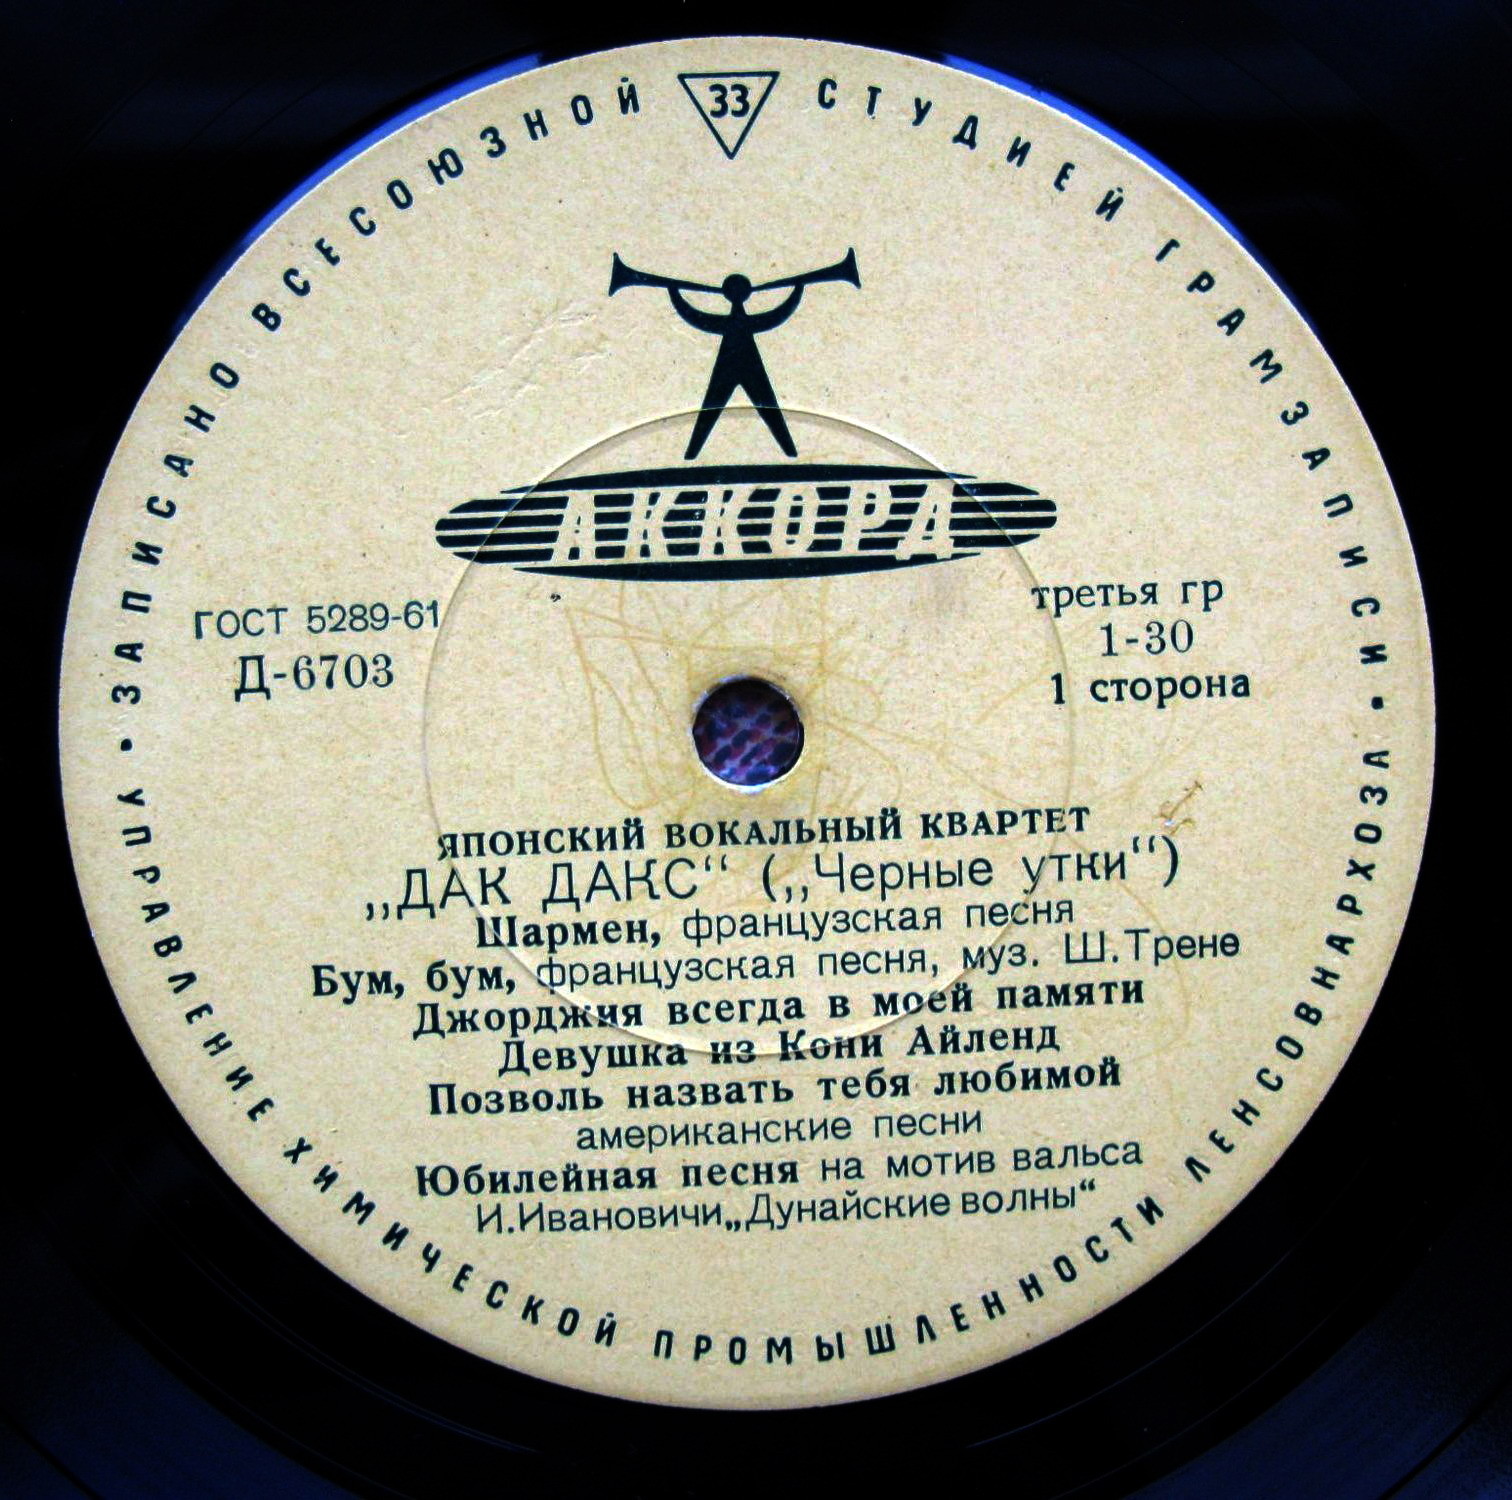 ЗАПИСАНО ВСЕСОЮЗНОЙ СТУДИЕЙ ГРАМЗАПИСИ
33
АККОРД
ГОСТ 5289-61
Д-6703
третья гр
1-30
1 сторона
ЯПОНСКИЙ ВОКАЛЬНЫЙ КВАРТЕТ
„ДАК ДАКС“ („Черные утки“)
Шармен, французская песня
Бум, бум, французская песня, муз. Ш.Трене
Джорджия всегда в моей памяти
Девушка из Кони Айленд
Позволь назвать тебя любимой
американские песни
Юбилейная песня на мотив вальса
И.Ивановичи„Дунайские волны“
УПРАВЛЕНИЕ ХИМИЧЕСКОЙ ПРОМЫШЛЕННОСТИ ЛЕНСОВНАРХОЗА